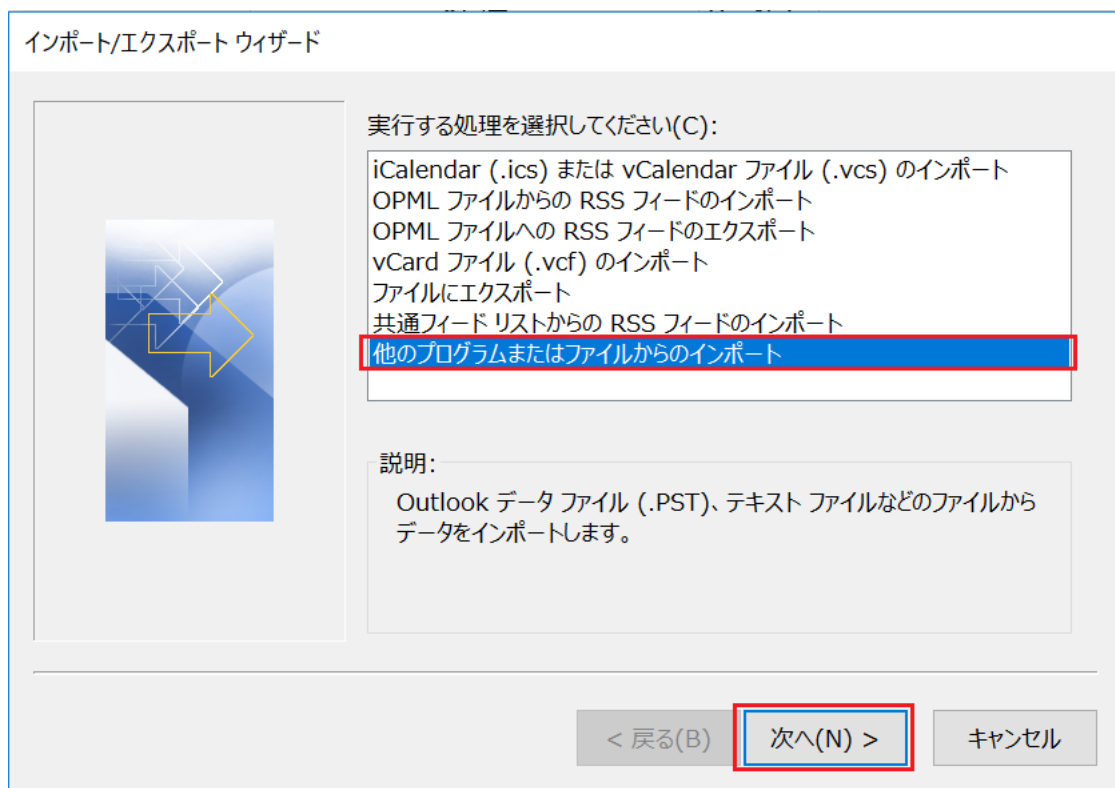 インポート/エクスポート ウィザード
実行する処理を選択してください(C):
iCalendar (.ics) または vCalendar ファイル (.vcs) のインポート
OPML ファイルからの RSS フィードのインポート
OPML ファイルへの RSS フィードのエクスポート
vCard ファイル (.vcf) のインポート
ファイルにエクスポート
共通フィード リストからの RSS フィードのインポート
他のプログラムまたはファイルからのインポート
説明:
Outlook データ ファイル (.PST)、テキスト ファイルなどのファイルから
データをインポートします。
< 戻る(B)
次へ(N) >
キャンセル